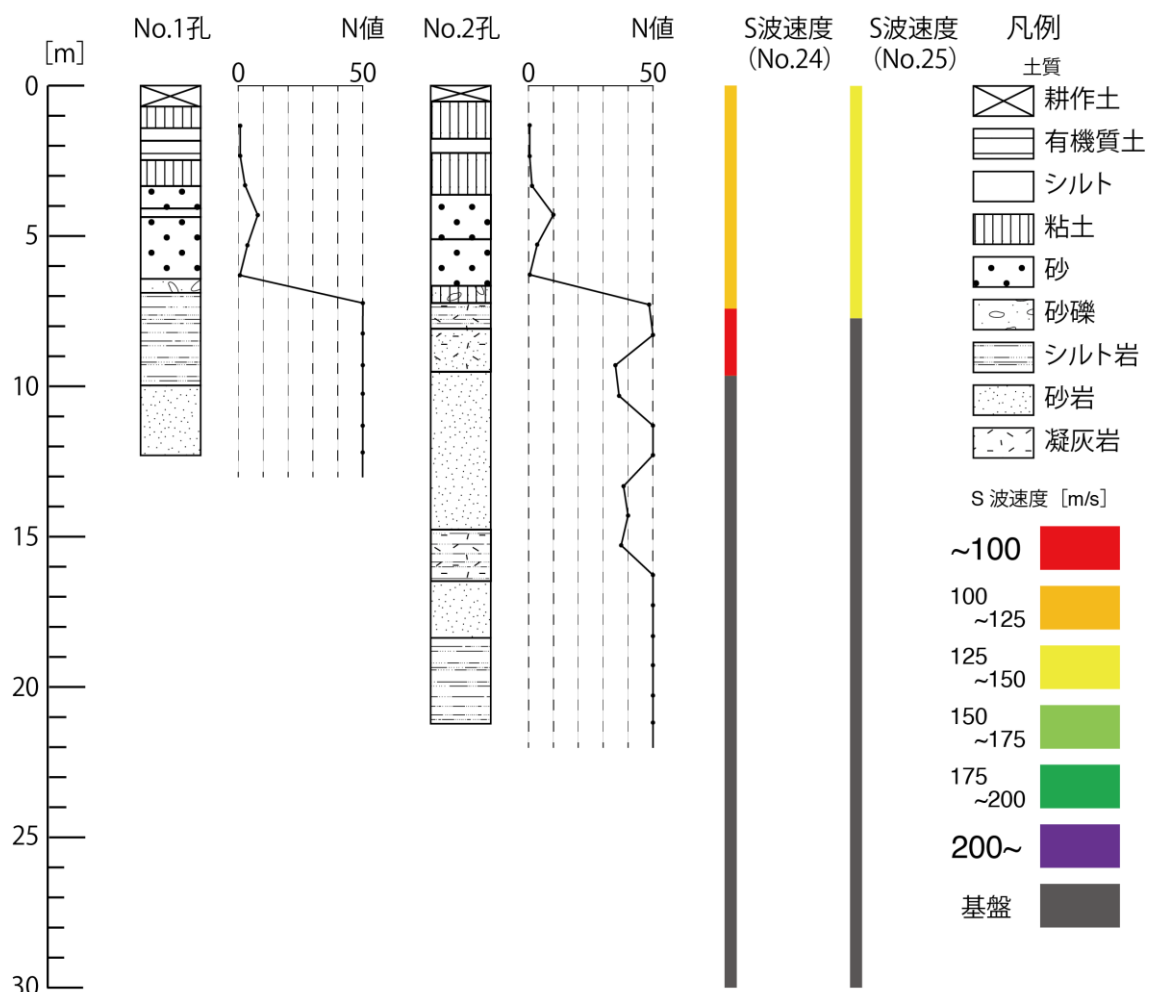 No.1孔
N値
No.2孔
N値
S波速度
(No.24)
S波速度
(No.25)
凡例
[m]
土質
0
50
0
50
0
5
10
15
20
25
30
耕作土
有機質土
シルト
粘土
砂
砂礫
シルト岩
砂岩
凝灰岩
S 波速度 [m/s]
~100
100
~125
125
~150
150
~175
175
~200
200~
基盤